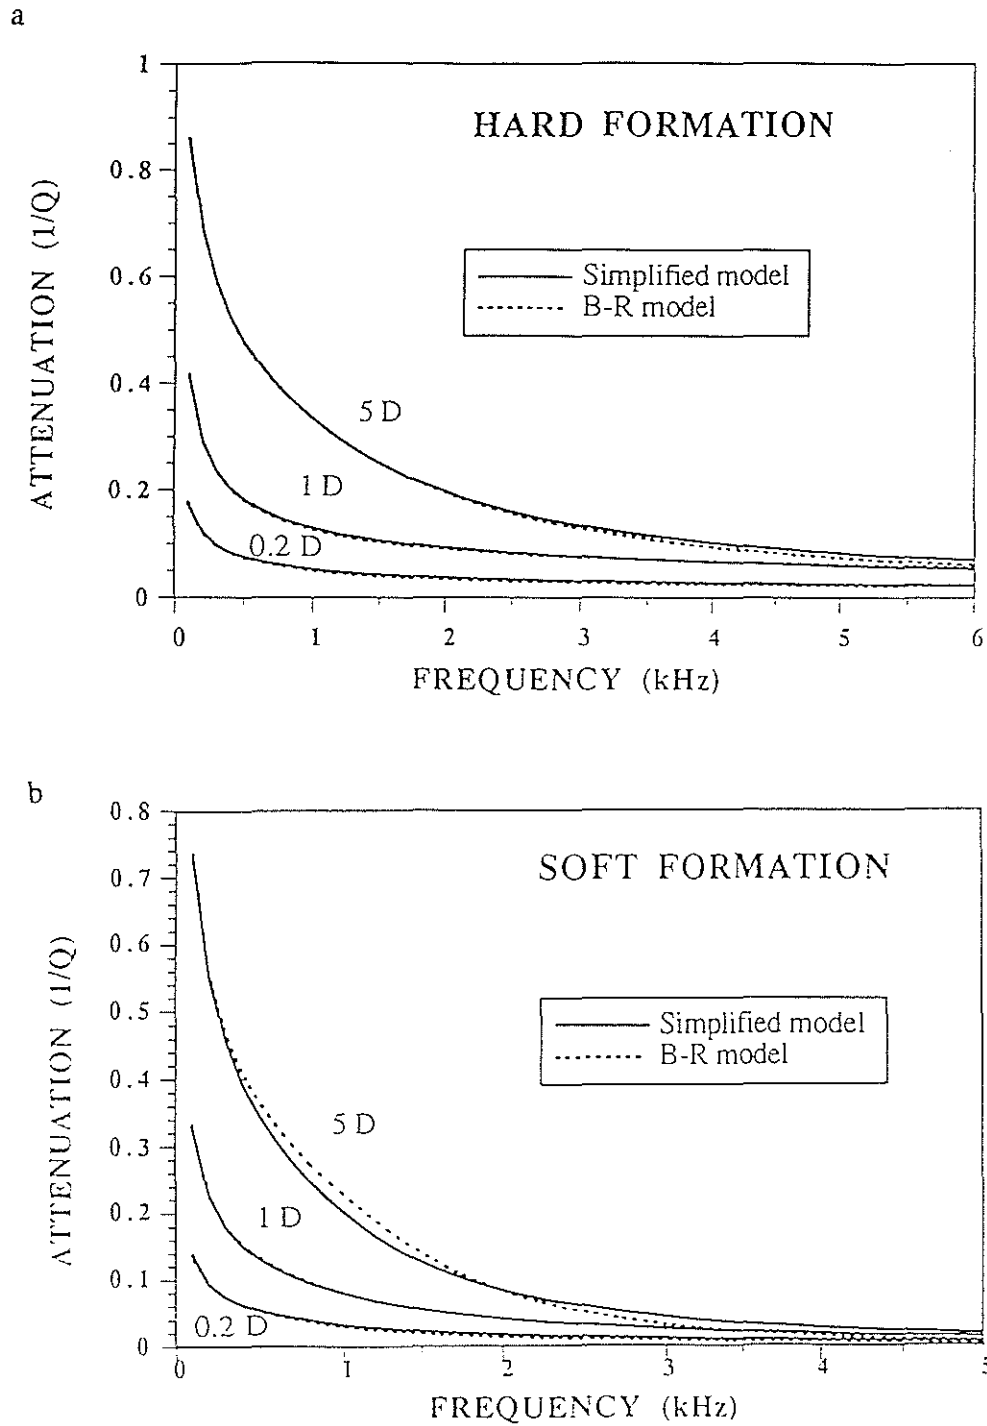 a
HARD FORMATION
Simplified model
B-R model
5 D
1 D
0.2 D
1
0.8
0.6
0.4
0.2
0
ATTENUATION (1/Q)
0 1 2 3 4 5 6
FREQUENCY (kHz)
b
SOFT FORMATION
Simplified model
B-R model
5 D
1 D
0.2 D
0.8
0.7
0.6
0.5
0.4
0.3
0.2
0.1
0
ATTENUATION (1/Q)
0 1 2 3 4 5
FREQUENCY (kHz)